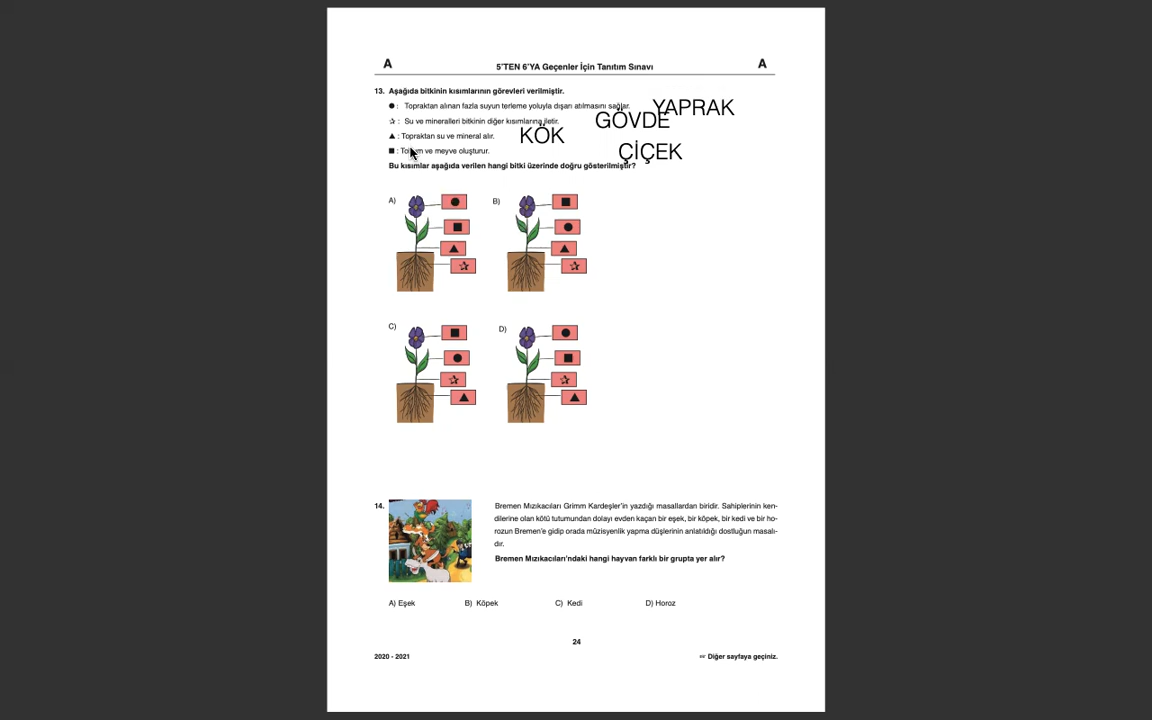 A 5'TEN 6'YA Geçenler İçin Tanıtım Sınavı A
13. Aşağıda bitkinin kısımlarının görevleri verilmiştir.
● : Topraktan alınan fazla suyun terleme yoluyla dışarı atılmasını sağlar. YAPRAK
☆ : Su ve mineralleri bitkinin diğer kısımlarına iletir. GÖVDE
▲ : Topraktan su ve mineral alır. KÖK
■ : meyve oluşturur. ÇİÇEK
Bu kısımlar aşağıda verilen hangi bitki üzerinde doğru gösterilmiştir?
A) B)
C) D)
14. Bremen Mızıkacıları Grimm Kardeşler'in yazdığı masallardan biridir. Sahiplerinin ken-
dilerine olan kötü tutumundan dolayı evden kaçan bir eşek, bir köpek, bir kedi ve bir ho-
rozun Bremen'e gidip orada müzisyenlik yapma düşlerinin anlatıldığı dostluğun masalı-
dır.
Bremen Mızıkacıları'ndaki hangi hayvan farklı bir grupta yer alır?
A) Eşek B) Köpek C) Kedi D) Horoz
24
2020 - 2021 Diğer sayfaya geçiniz.